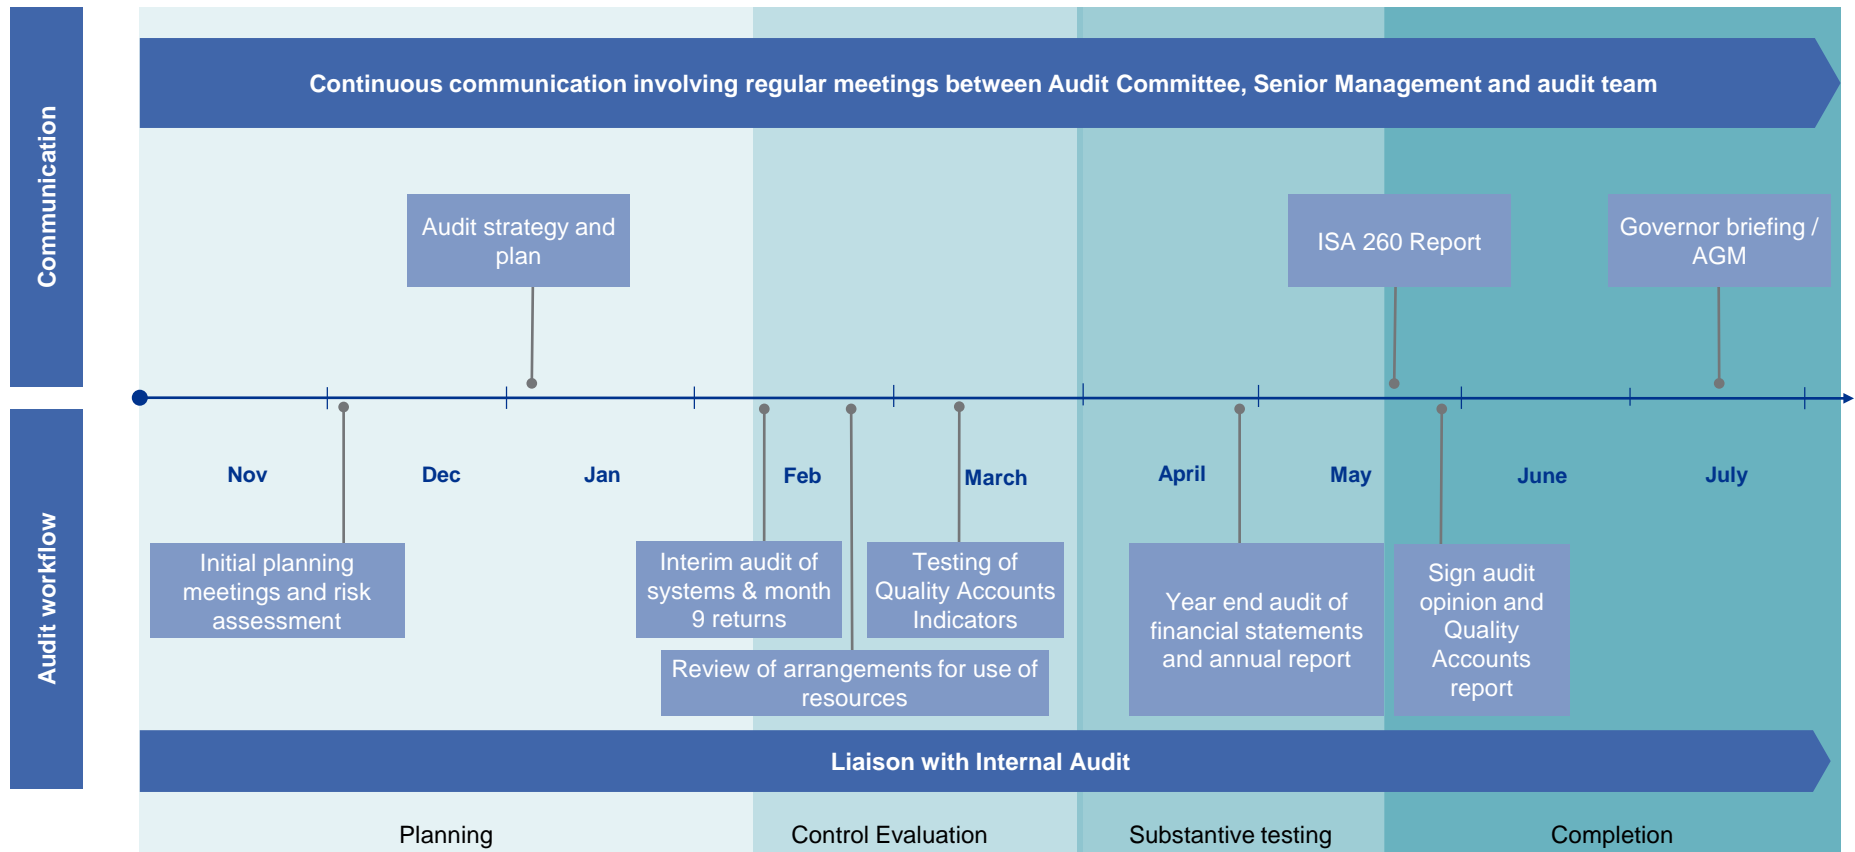 Communication
Continuous communication involving regular meetings between Audit Committee, Senior Management and audit team
Audit strategy and
plan
ISA 260 Report
Governor briefing /
AGM
Nov
Dec
Jan
Feb
March
April
May
June
July
Audit workflow
Initial planning
meetings and risk
assessment
Interim audit of
systems & month
9 returns
Testing of
Quality Accounts
Indicators
Review of arrangements for use of
resources
Year end audit of
financial statements
and annual report
Sign audit
opinion and
Quality
Accounts
report
Liaison with Internal Audit
Planning
Control Evaluation
Substantive testing
Completion